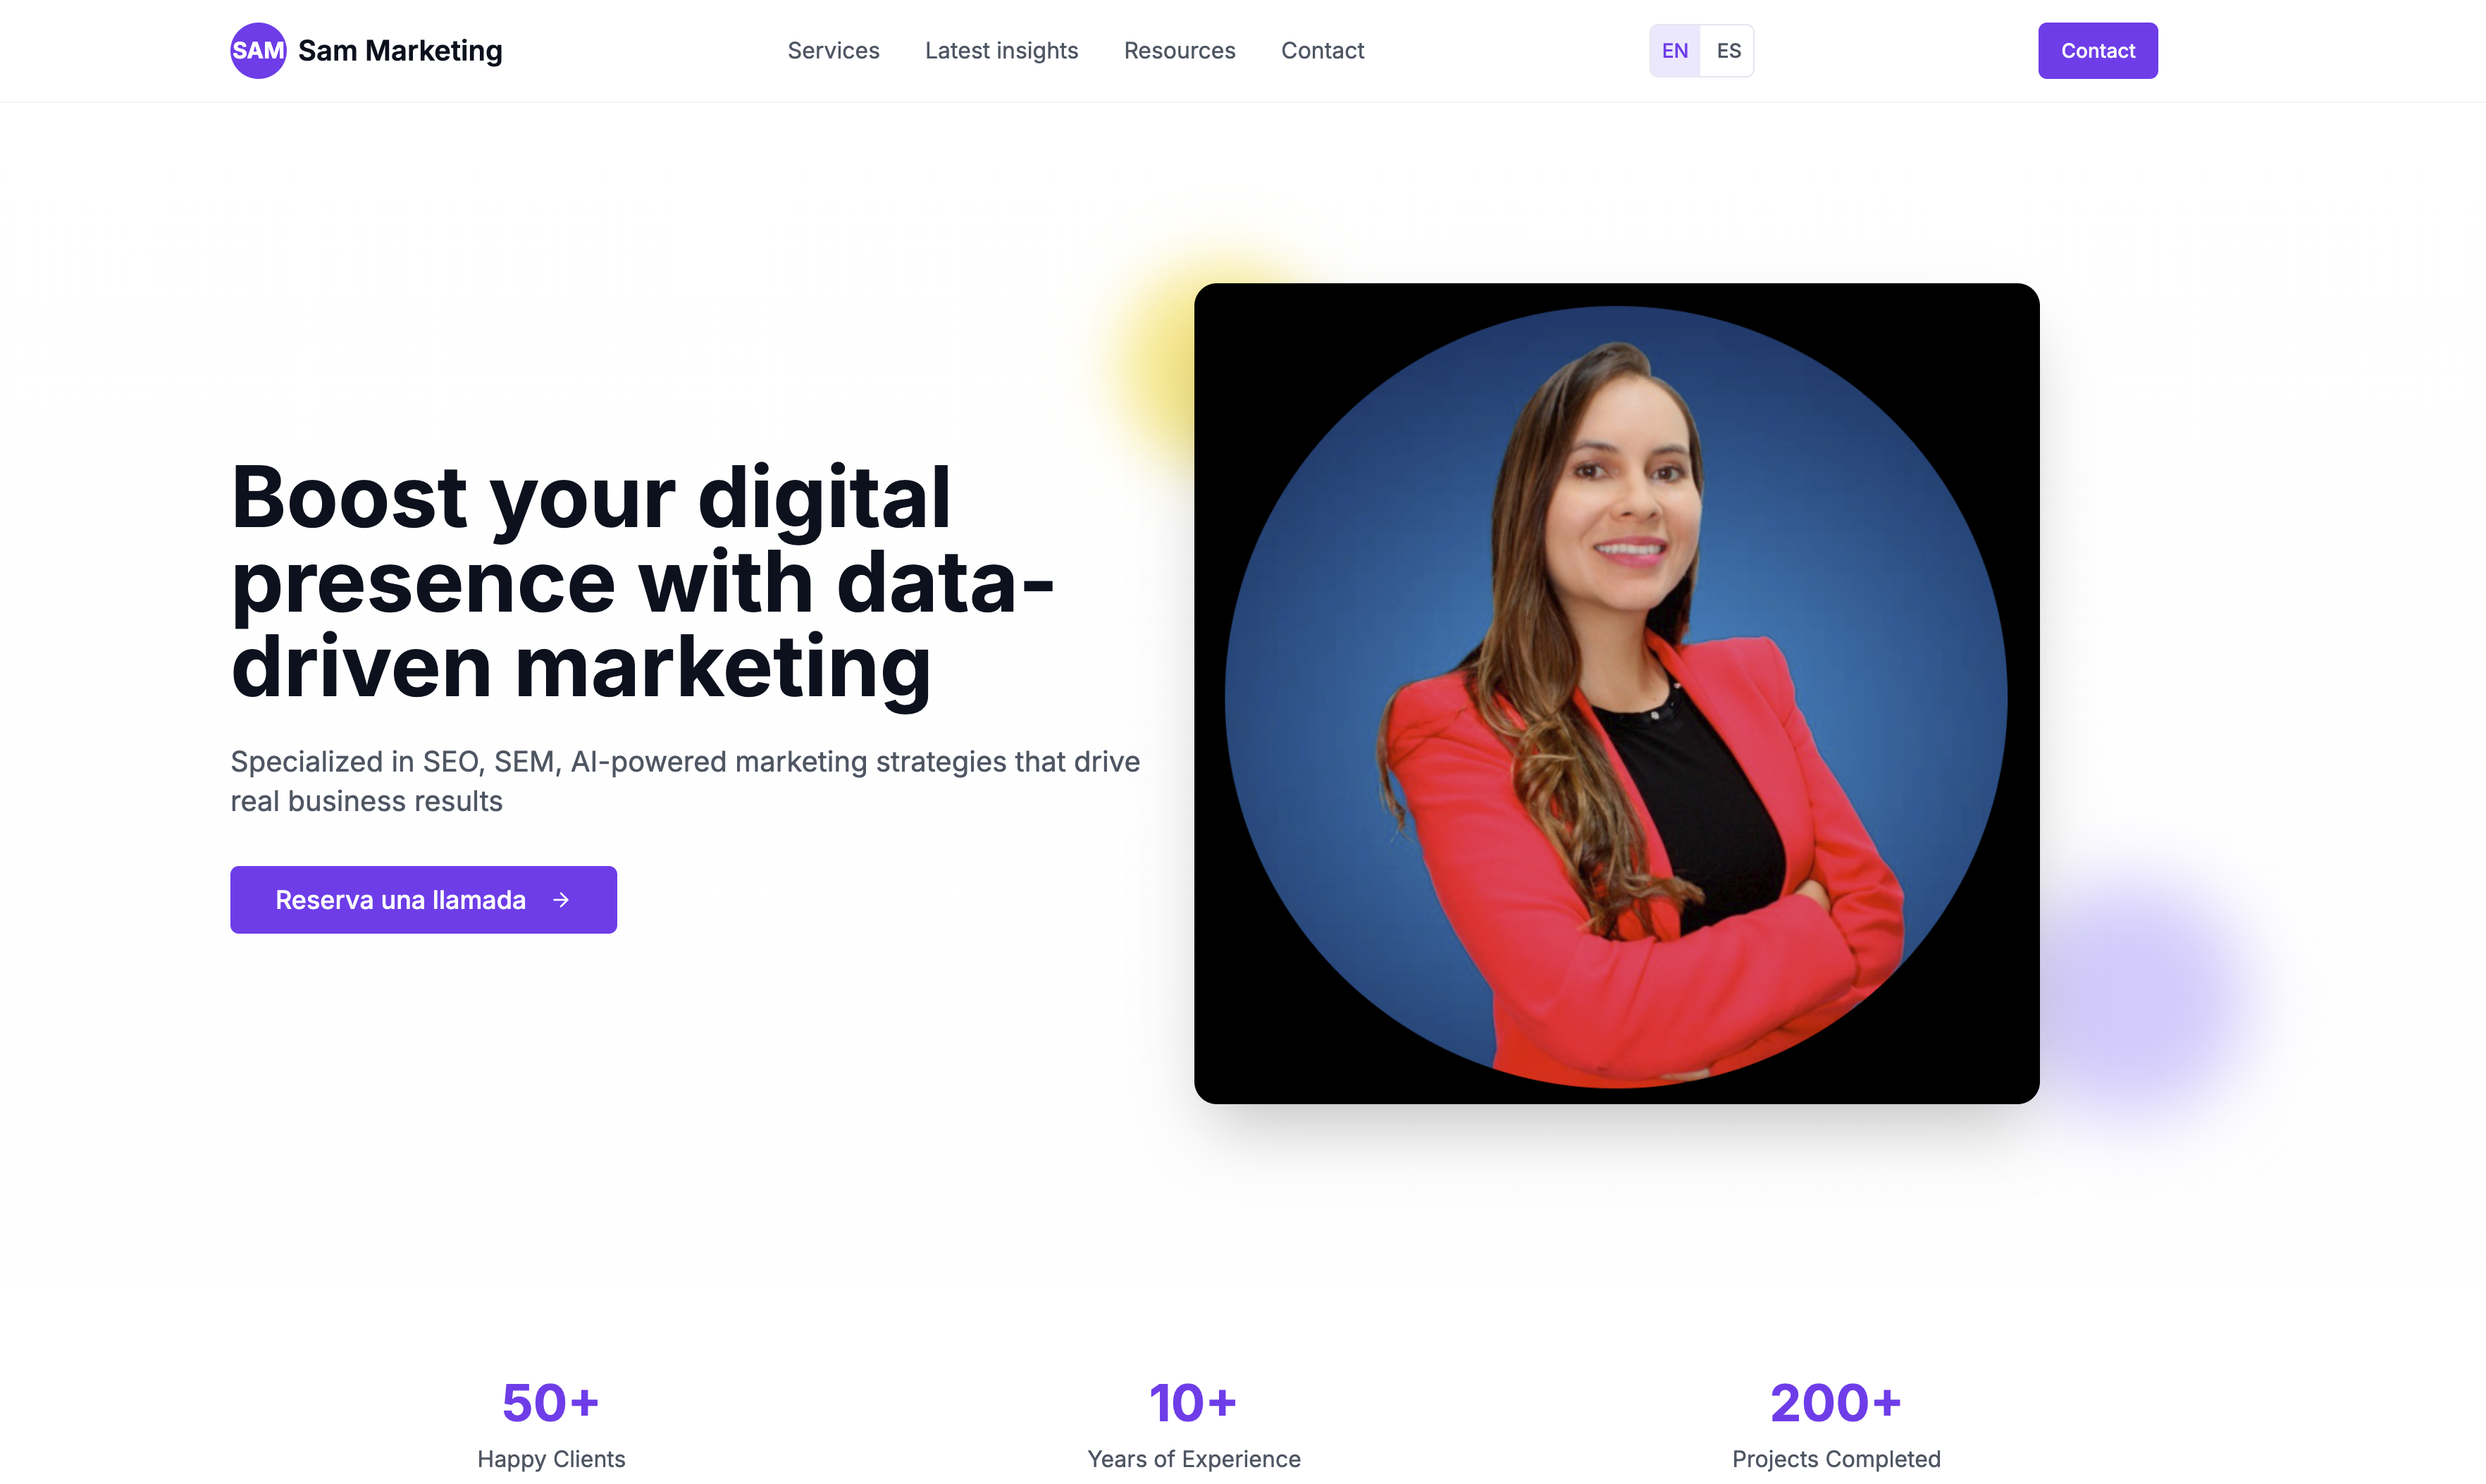 SAM Sam Marketing
Services Latest insights Resources Contact
EN ES
Contact
Boost your digital
presence with data-
driven marketing
Specialized in SEO, SEM, AI-powered marketing strategies that drive
real business results
Reserva una llamada →
50+
Happy Clients
10+
Years of Experience
200+
Projects Completed